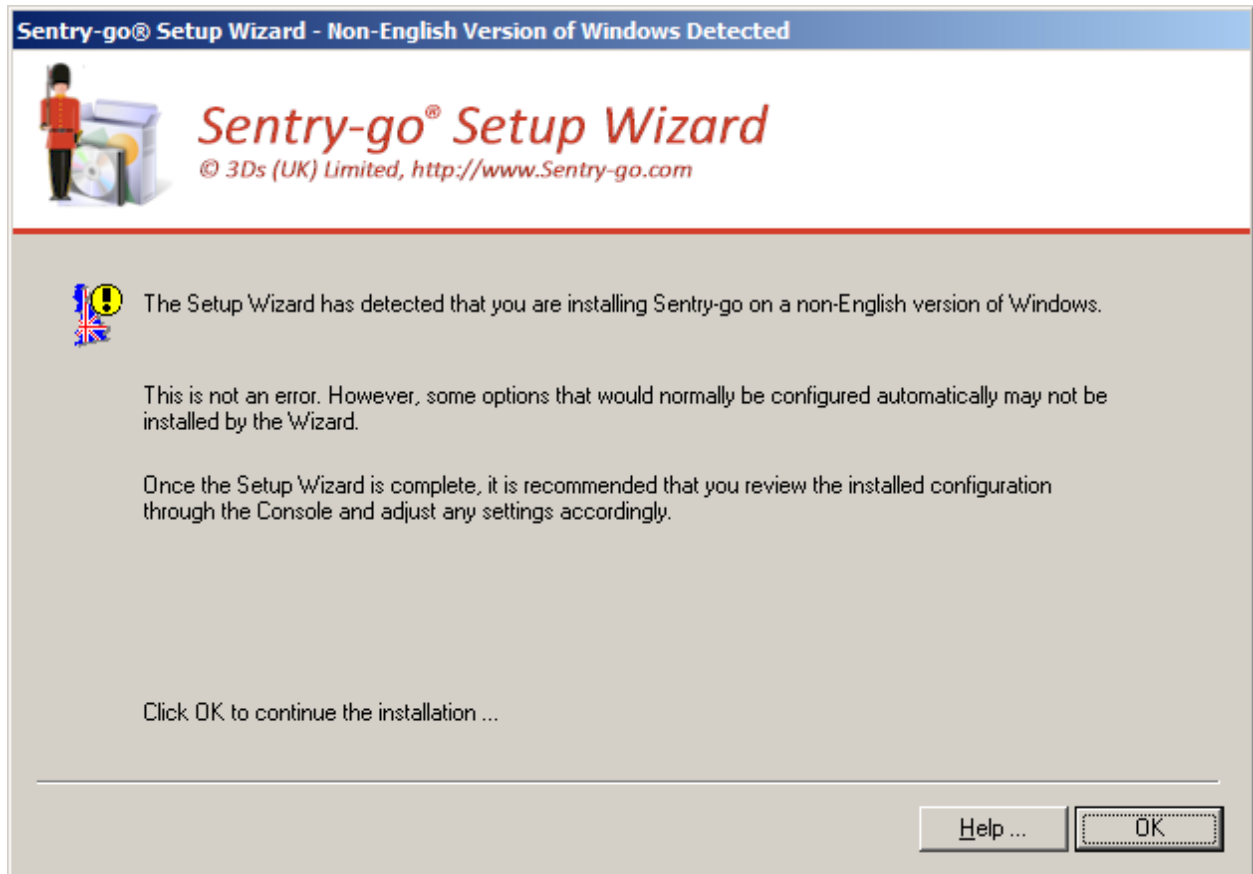 Sentry-go® Setup Wizard - Non-English Version of Windows Detected
Sentry-go® Setup Wizard
© 3Ds (UK) Limited, http://www.Sentry-go.com
The Setup Wizard has detected that you are installing Sentry-go on a non-English version of Windows.
This is not an error. However, some options that would normally be configured automatically may not be
installed by the Wizard.
Once the Setup Wizard is complete, it is recommended that you review the installed configuration
through the Console and adjust any settings accordingly.
Click OK to continue the installation ...
Help ...
OK